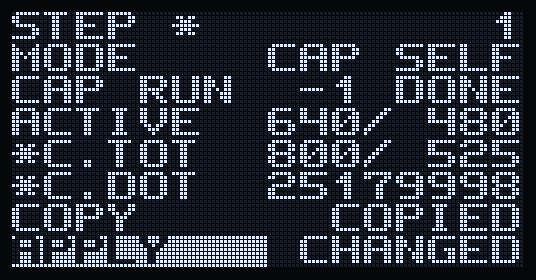 STEP * 1
MODE CAP SELF
CAP RUN -1 DONE
ACTIVE 640/ 480
*C.TOT 800/ 525
*C.DOT 25179998
COPY COPIED
APPLY CHANGED